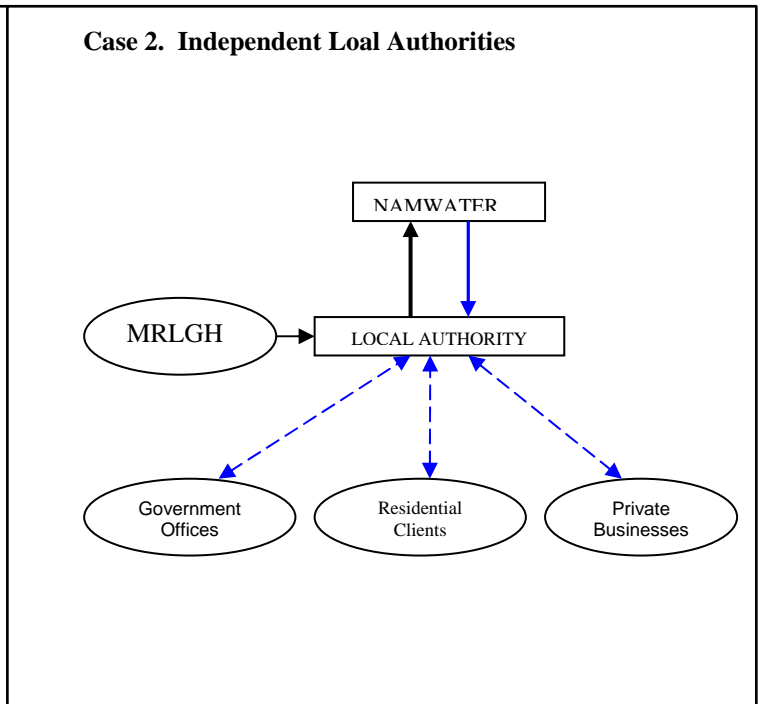 Case 2. Independent Loal Authorities
NAMWATER
MRLGH
LOCAL AUTHORITY
Government
Offices
Residential
Clients
Private
Businesses